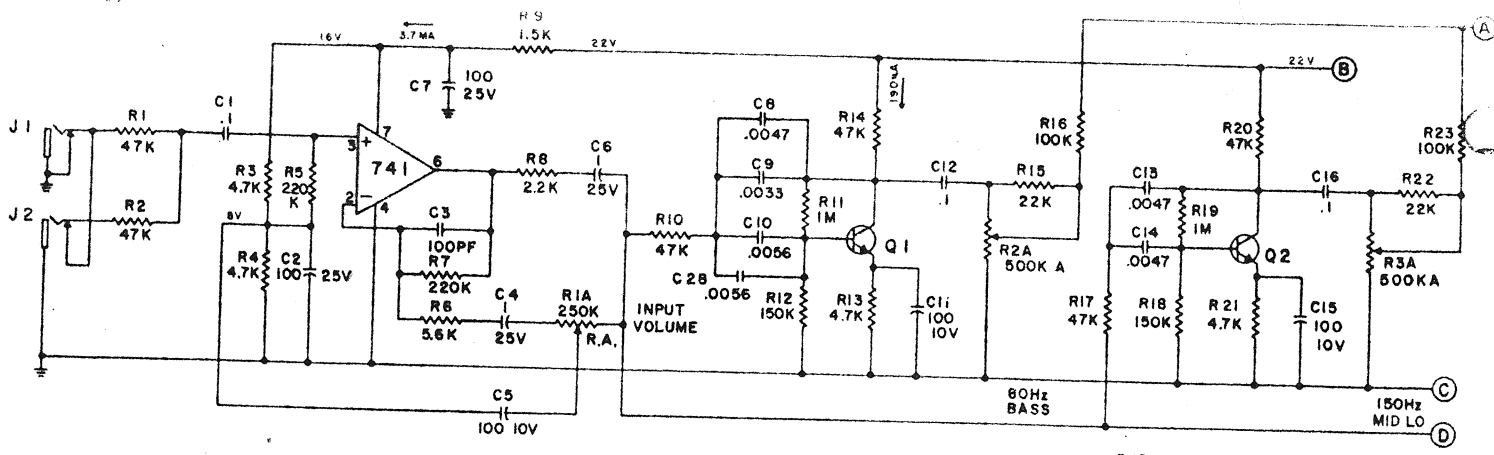 R9
1.5K
16V
3.7 MA
22V
C7
100
25V
190uA
22V
B
A
J1
R1
47K
C1
.1
7
3
+
741
6
2
−
4
R3
4.7K
R5
220
K
J2
R2
47K
8V
R4
4.7K
C2
100
25V
C3
100PF
R7
220K
R6
5.6K
C4
1
25V
R1A
250K
R.A.
INPUT
VOLUME
R8
2.2K
C6
1
25V
C5
100 10V
R10
47K
C8
.0047
C9
.0033
C10
.0056
C28
.0056
R11
1M
R12
150K
R14
47K
Q1
R13
4.7K
C11
100
10V
C12
.1
R15
22K
R16
100K
R2A
500K A
80Hz
BASS
C13
.0047
C14
.0047
R17
47K
R18
150K
R19
1M
R20
47K
Q2
R21
4.7K
C15
100
10V
C16
.1
R22
22K
R23
100K
R3A
500KA
C
150Hz
MID LO
D